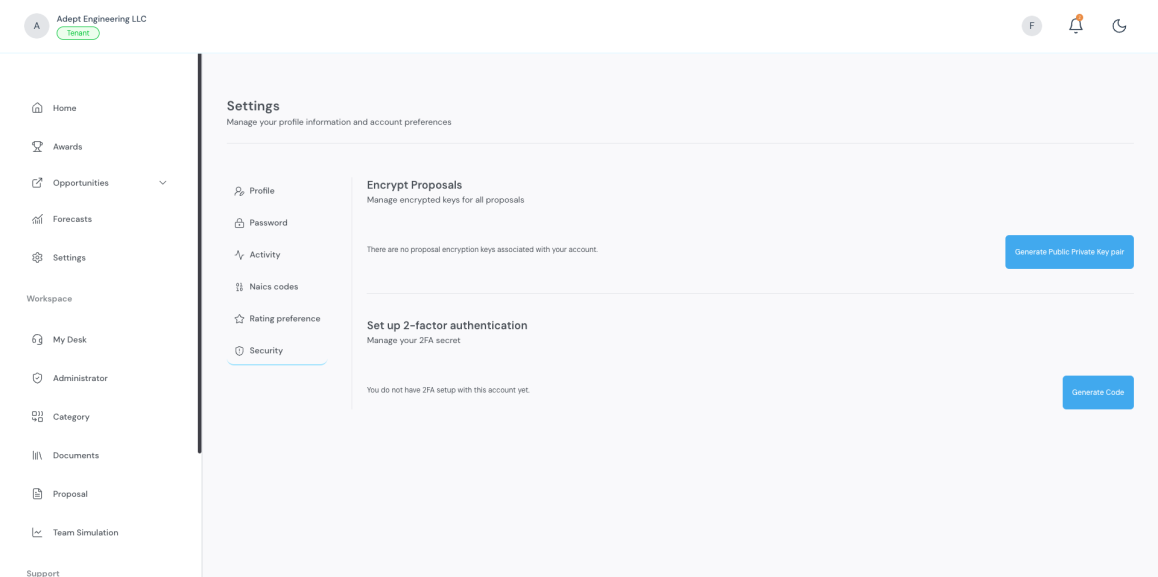 A
Adept Engineering LLC
Tenant
F
Home
Awards
Opportunities
Forecasts
Settings
Workspace
My Desk
Administrator
Category
Documents
Proposal
Team Simulation
Support
Settings
Manage your profile information and account preferences
Profile
Password
Activity
Naics codes
Rating preference
Security
Encrypt Proposals
Manage encrypted keys for all proposals
There are no proposal encryption keys associated with your account.
Generate Public Private Key pair
Set up 2-factor authentication
Manage your 2FA secret
You do not have 2FA setup with this account yet.
Generate Code